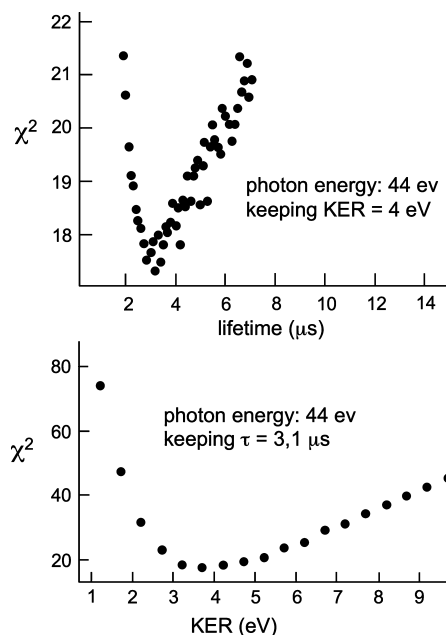 22
21
χ²
20
19
18
photon energy: 44 ev
keeping KER = 4 eV
2 4 6 8 10 12 14
lifetime (μs)
80
photon energy: 44 ev
keeping τ = 3,1 μs
60
χ²
40
20
1 2 3 4 5 6 7 8 9
KER (eV)